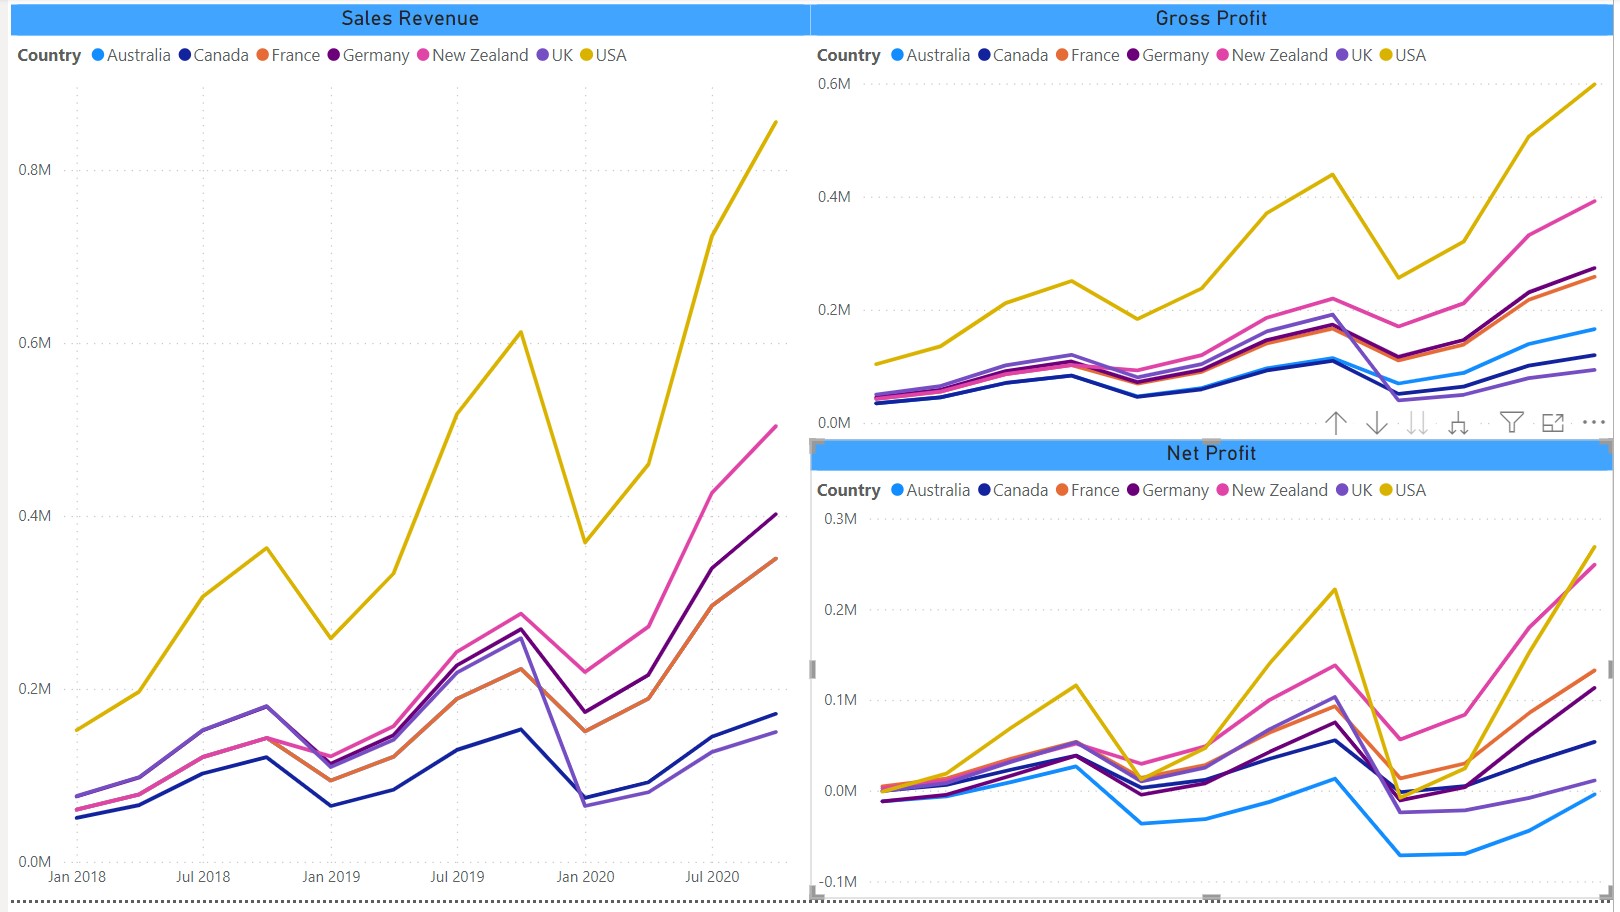 Sales Revenue
Country Australia Canada France Germany New Zealand UK USA
0.8M
0.6M
0.4M
0.2M
0.0M
Jan 2018 Jul 2018 Jan 2019 Jul 2019 Jan 2020 Jul 2020
Gross Profit
Country Australia Canada France Germany New Zealand UK USA
0.6M
0.4M
0.2M
0.0M
Net Profit
Country Australia Canada France Germany New Zealand UK USA
0.3M
0.2M
0.1M
0.0M
-0.1M